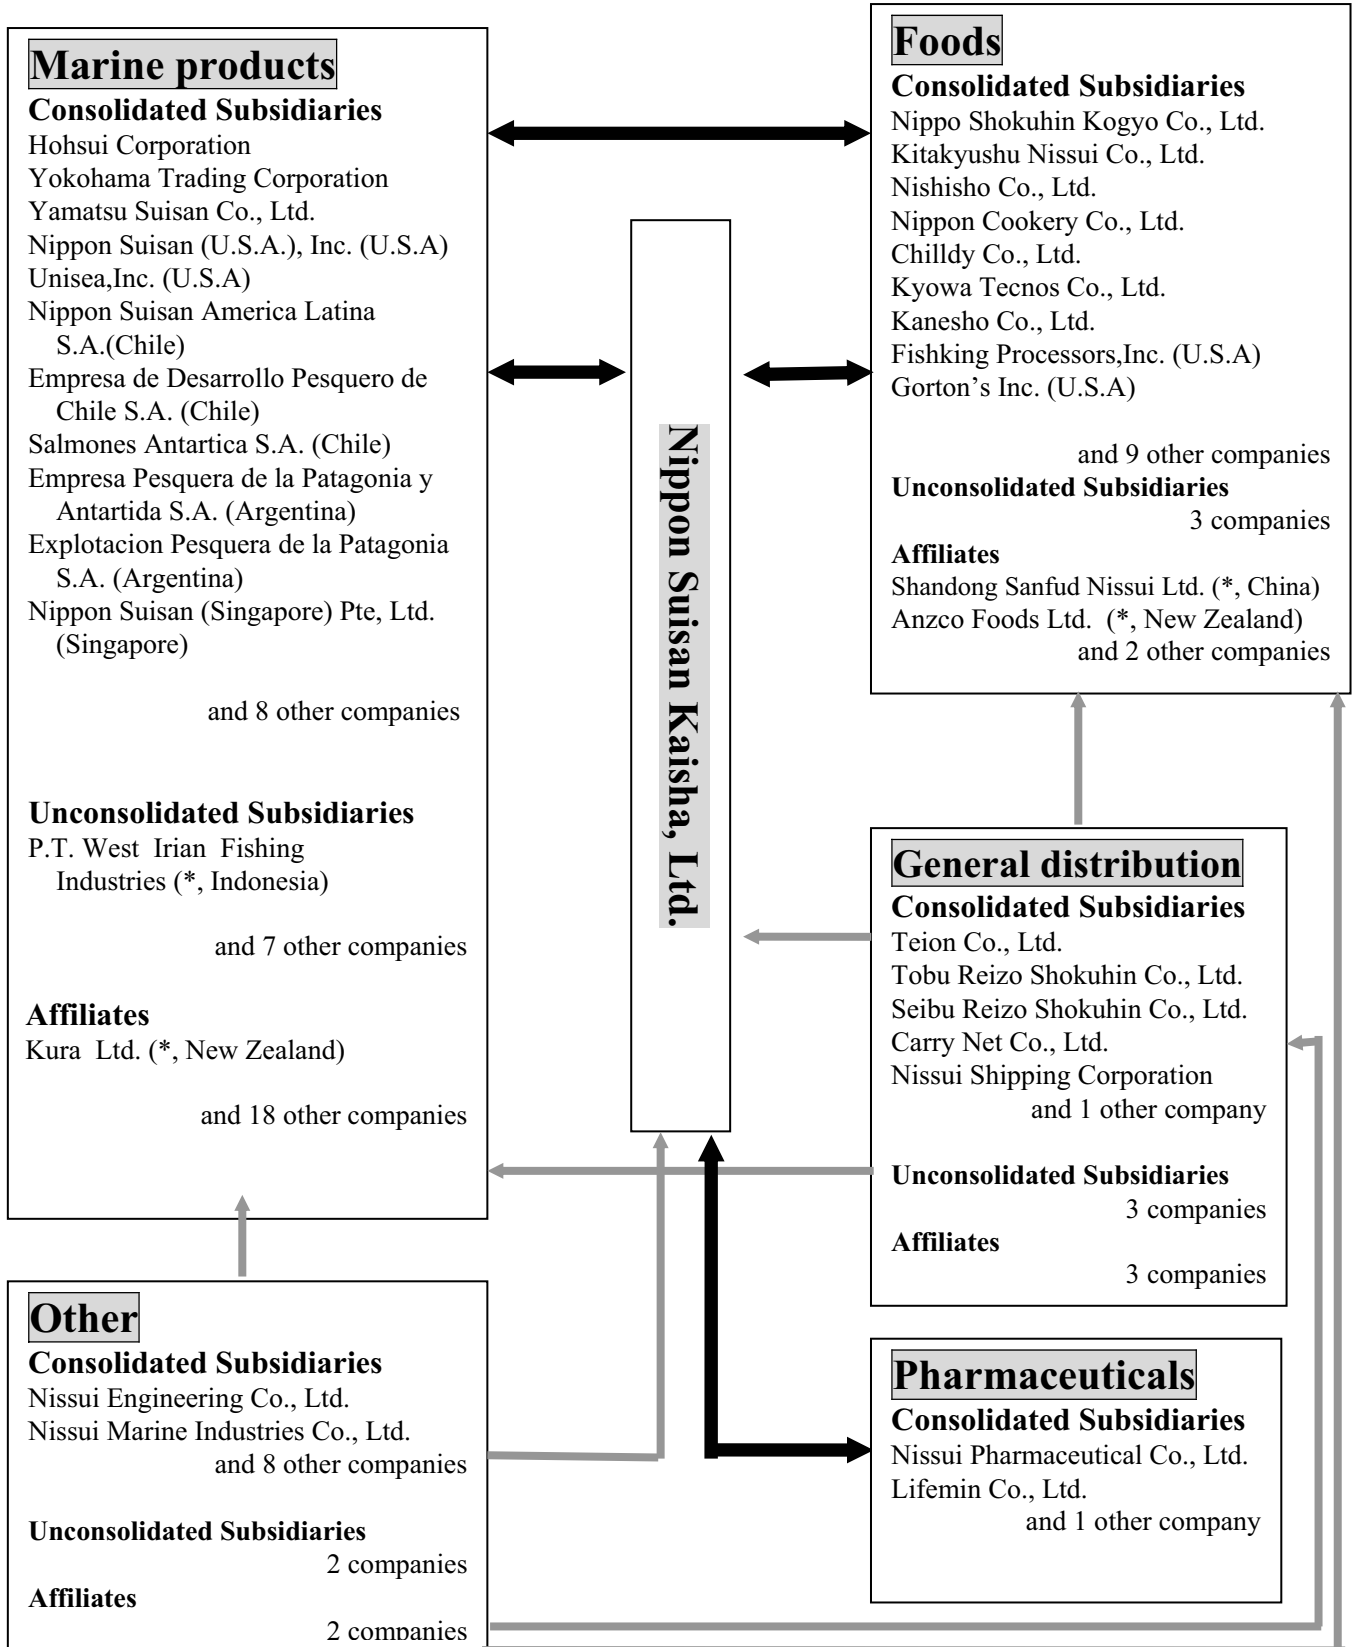 Marine products
Consolidated Subsidiaries
Hohsui Corporation
Yokohama Trading Corporation
Yamatsu Suisan Co., Ltd.
Nippon Suisan (U.S.A.), Inc. (U.S.A)
Unisea,Inc. (U.S.A)
Nippon Suisan America Latina
S.A.(Chile)
Empresa de Desarrollo Pesquero de
Chile S.A. (Chile)
Salmones Antartica S.A. (Chile)
Empresa Pesquera de la Patagonia y
Antartida S.A. (Argentina)
Explotacion Pesquera de la Patagonia
S.A. (Argentina)
Nippon Suisan (Singapore) Pte, Ltd.
(Singapore)
and 8 other companies
Unconsolidated Subsidiaries
P.T. West Irian Fishing
Industries (*, Indonesia)
and 7 other companies
Affiliates
Kura Ltd. (*, New Zealand)
and 18 other companies
Other
Consolidated Subsidiaries
Nissui Engineering Co., Ltd.
Nissui Marine Industries Co., Ltd.
and 8 other companies
Unconsolidated Subsidiaries
2 companies
Affiliates
2 companies
Nippon Suisan Kaisha, Ltd.
Foods
Consolidated Subsidiaries
Nippo Shokuhin Kogyo Co., Ltd.
Kitakyushu Nissui Co., Ltd.
Nishisho Co., Ltd.
Nippon Cookery Co., Ltd.
Chilldy Co., Ltd.
Kyowa Tecnos Co., Ltd.
Kanesho Co., Ltd.
Fishking Processors,Inc. (U.S.A)
Gorton’s Inc. (U.S.A)
and 9 other companies
Unconsolidated Subsidiaries
3 companies
Affiliates
Shandong Sanfud Nissui Ltd. (*, China)
Anzco Foods Ltd. (*, New Zealand)
and 2 other companies
General distribution
Consolidated Subsidiaries
Teion Co., Ltd.
Tobu Reizo Shokuhin Co., Ltd.
Seibu Reizo Shokuhin Co., Ltd.
Carry Net Co., Ltd.
Nissui Shipping Corporation
and 1 other company
Unconsolidated Subsidiaries
3 companies
Affiliates
3 companies
Pharmaceuticals
Consolidated Subsidiaries
Nissui Pharmaceutical Co., Ltd.
Lifemin Co., Ltd.
and 1 other company